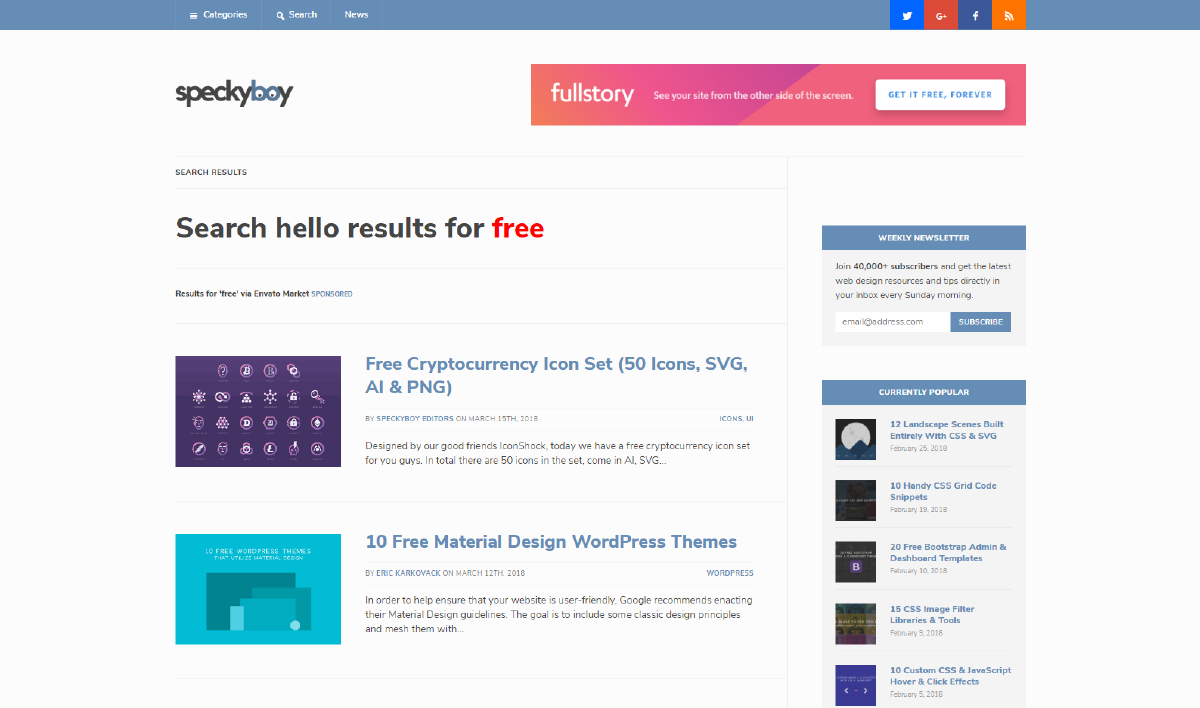 Categories
Search
News
speckyboy
fullstory
See your site from the other side of the screen.
GET IT FREE, FOREVER
SEARCH RESULTS
Search hello results for free
Results for 'free' via Envato Market SPONSORED
Free Cryptocurrency Icon Set (50 Icons, SVG,
AI & PNG)
BY SPECKYBOY EDITORS ON MARCH 15TH, 2018
ICONS, UI
Designed by our good friends IconShock, today we have a free cryptocurrency icon set
for you guys. In total there are 50 icons in the set, come in AI, SVG...
10 FREE WORDPRESS THEMES
THAT UTILIZE MATERIAL DESIGN
10 Free Material Design WordPress Themes
BY ERIC KARKOVACK ON MARCH 12TH, 2018
WORDPRESS
In order to help ensure that your website is user-friendly, Google recommends enacting
their Material Design guidelines. The goal is to include some classic design principles
and mesh them with...
WEEKLY NEWSLETTER
Join 40,000+ subscribers and get the latest
web design resources and tips directly in
your inbox every Sunday morning.
email@address.com
SUBSCRIBE
CURRENTLY POPULAR
12 Landscape Scenes Built
Entirely With CSS & SVG
February 25, 2018
10 Handy CSS Grid Code
Snippets
February 19, 2018
20 Free Bootstrap Admin &
Dashboard Templates
February 10, 2018
15 CSS Image Filter
Libraries & Tools
February 9, 2018
10 Custom CSS & JavaScript
Hover & Click Effects
February 5, 2018